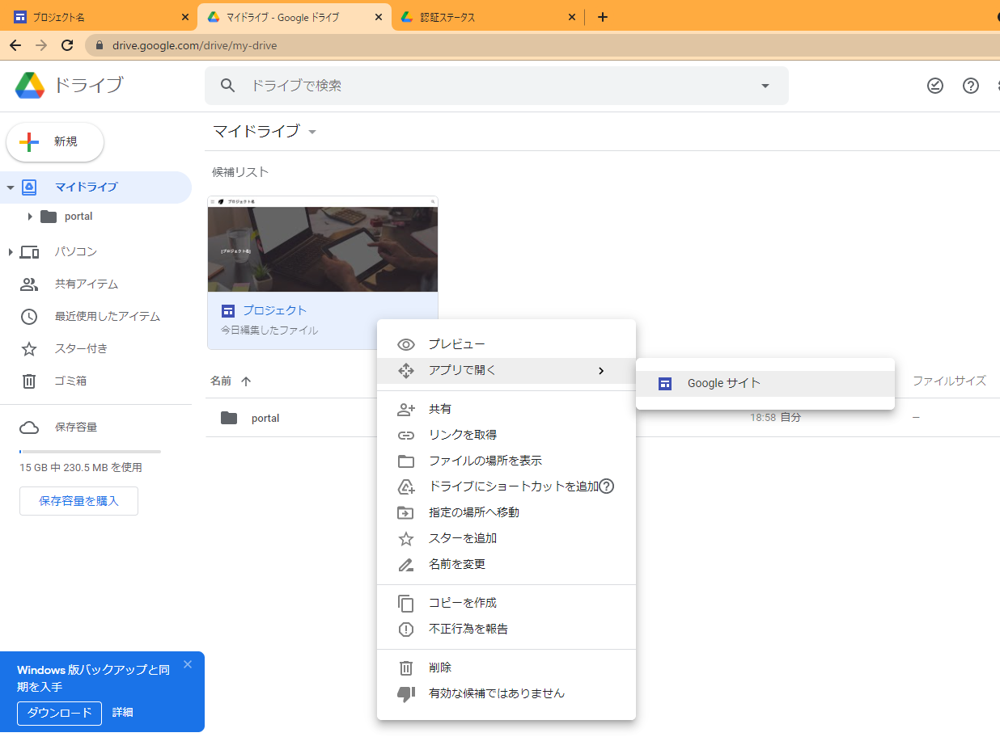 プロジェクト名
マイドライブ - Google ドライブ
認証ステータス
drive.google.com/drive/my-drive
ドライブ
ドライブで検索
新規
マイドライブ
portal
パソコン
共有アイテム
最近使用したアイテム
スター付き
ゴミ箱
保存容量
15 GB 中 230.5 MB を使用
保存容量を購入
Windows 版バックアップと同
期を入手
ダウンロード
詳細
マイドライブ
候補リスト
プロジェクト名
[プロジェクト名]
プロジェクト
今日編集したファイル
名前
ファイルサイズ
portal
18:58 自分
–
プレビュー
アプリで開く
Google サイト
共有
リンクを取得
ファイルの場所を表示
ドライブにショートカットを追加
指定の場所へ移動
スターを追加
名前を変更
コピーを作成
不正行為を報告
削除
有効な候補ではありません